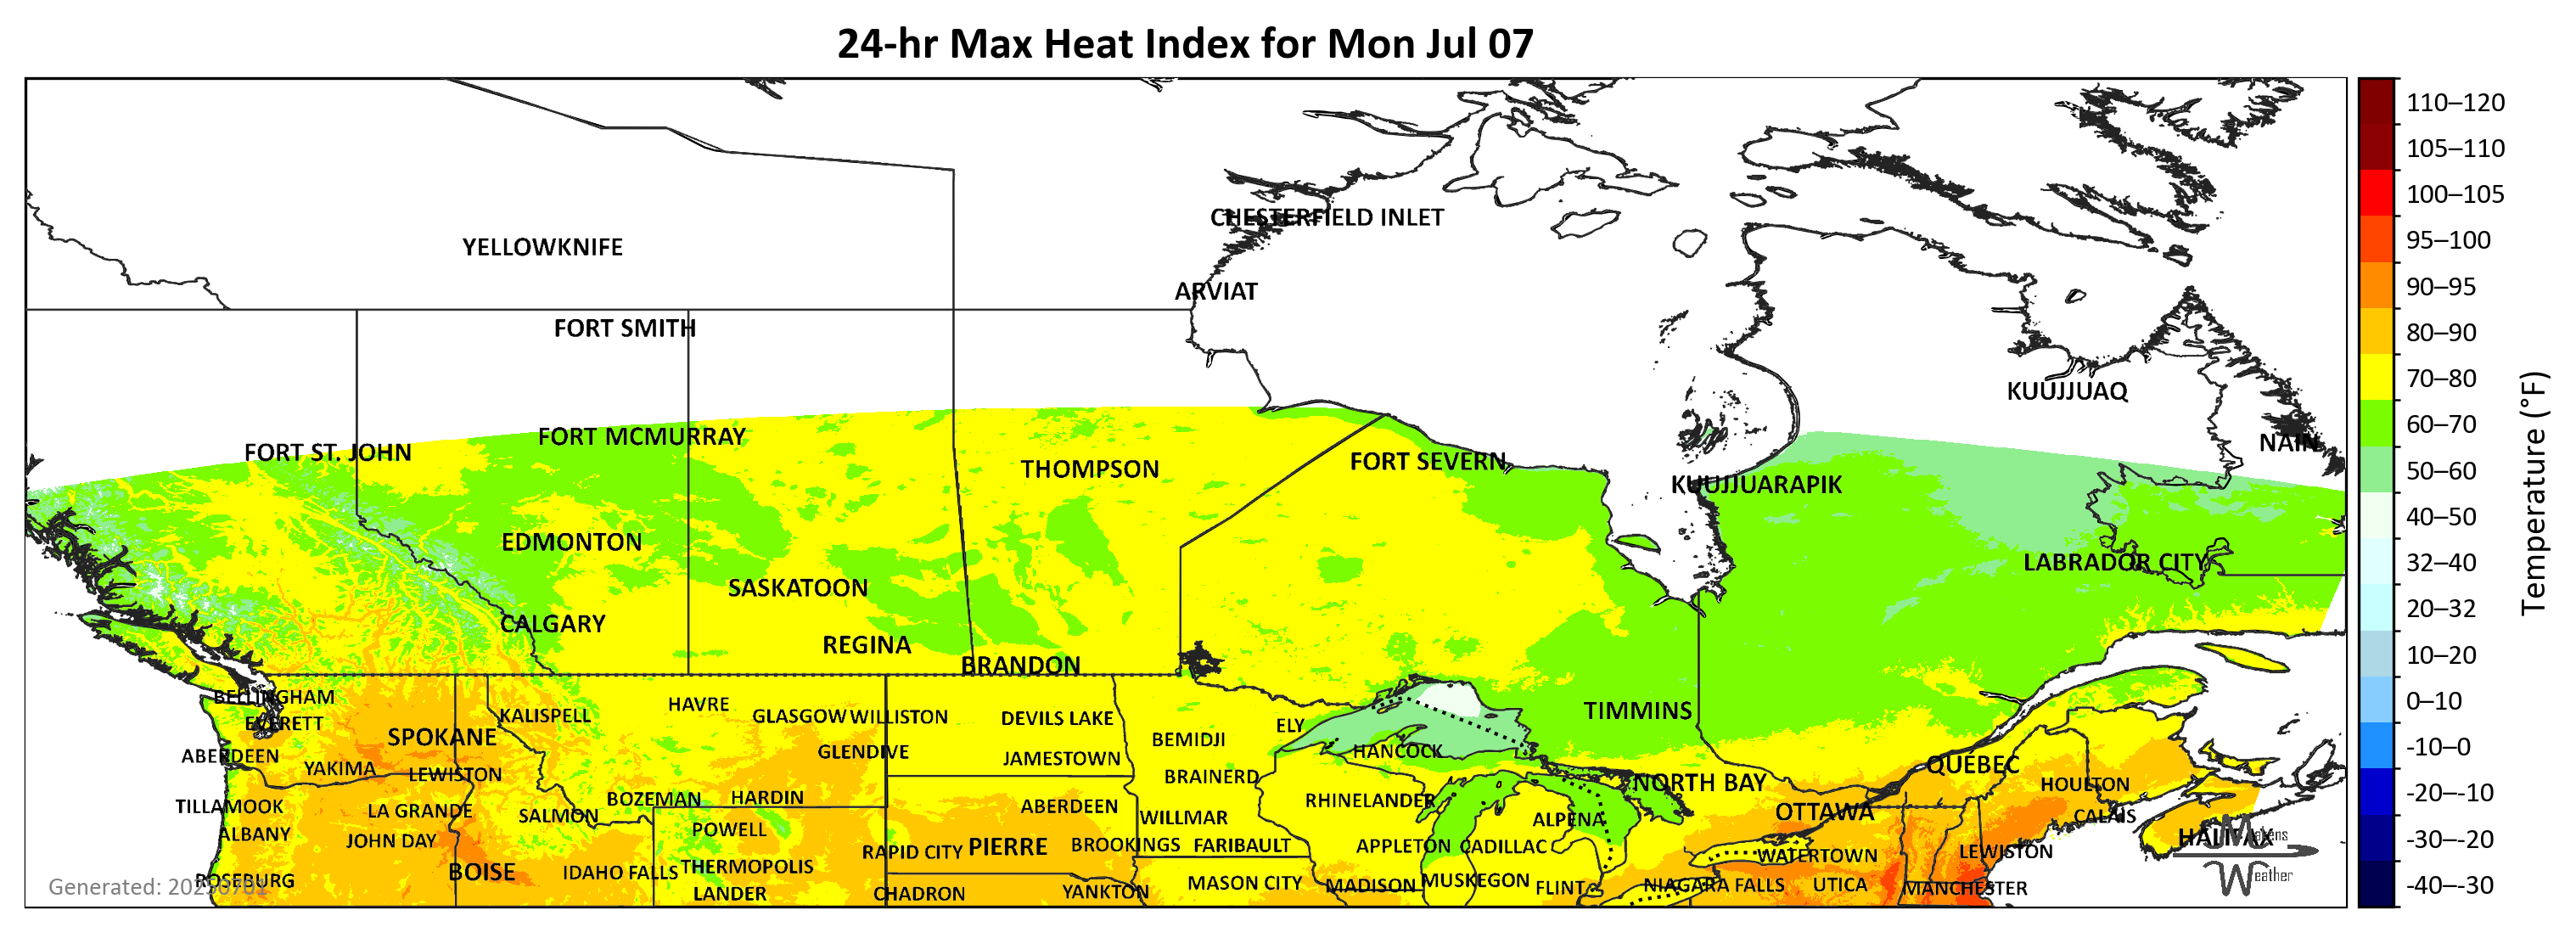 24-hr Max Heat Index for Mon Jul 07
110–120
105–110
CHESTERFIELD INLET
100–105
YELLOWKNIFE
95–100
ARVIAT
90–95
FORT SMITH
80–90
KUUJJUAQ
70–80
FORT ST. JOHN
FORT MCMURRAY
NAIN
60–70
THOMPSON
FORT SEVERN
KUUJJUARAPIK
50–60
EDMONTON
40–50
LABRADOR CITY
32–40
SASKATOON
20–32
CALGARY
REGINA
BRANDON
10–20
BELLINGHAM
HAVRE
0–10
EVERETT
KALISPELL
GLASGOW
WILLISTON
DEVILS LAKE
ELY
TIMMINS
SPOKANE
BEMIDJI
-10–0
ABERDEEN
GLENDIVE
JAMESTOWN
HANCOCK
QUÉBEC
YAKIMA
LEWISTON
BRAINERD
NORTH BAY
HOULTON
-20–-10
TILLAMOOK
LA GRANDE
SALMON
BOZEMAN
HARDIN
ABERDEEN
WILLMAR
RHINELANDER
ALPENA
OTTAWA
CALAIS
ALBANY
JOHN DAY
POWELL
PIERRE
BROOKINGS
FARIBAULT
APPLETON
CADILLAC
WATERTOWN
LEWISTON
HALIFAX
-30–-20
ROSEBURG
BOISE
IDAHO FALLS
THERMOPOLIS
RAPID CITY
MASON CITY
MADISON
MUSKEGON
FLINT
NIAGARA FALLS
UTICA
MANCHESTER
Weather
-40–-30
LANDER
CHADRON
YANKTON
Generated: 20250701
Temperature (°F)